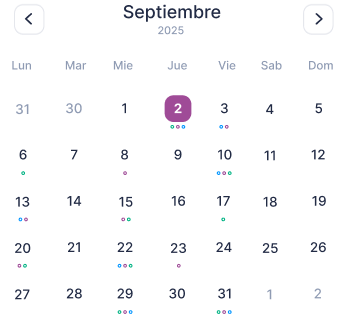 Septiembre
2025
Lun Mar Mie Jue Vie Sab Dom
31 30 1 2 3 4 5
6 7 8 9 10 11 12
13 14 15 16 17 18 19
20 21 22 23 24 25 26
27 28 29 30 31 1 2